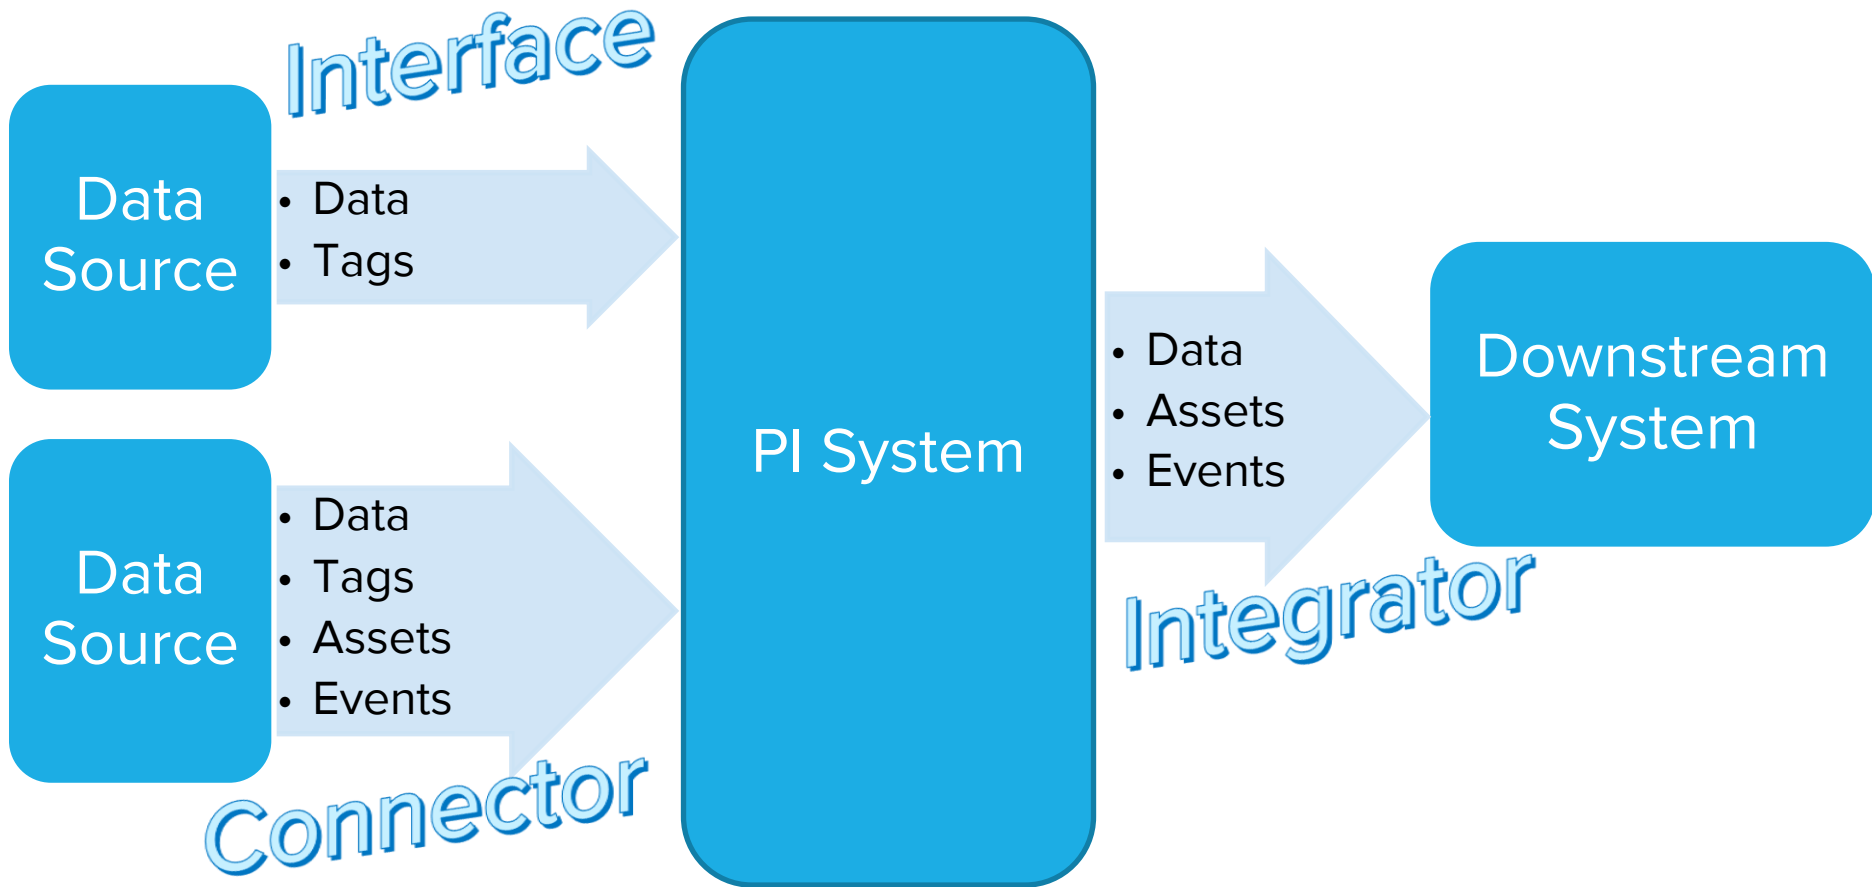 Interface
Data
Source
• Data
• Tags
Data
Source
• Data
• Tags
• Assets
• Events
Connector
PI System
• Data
• Assets
• Events
Integrator
Downstream
System